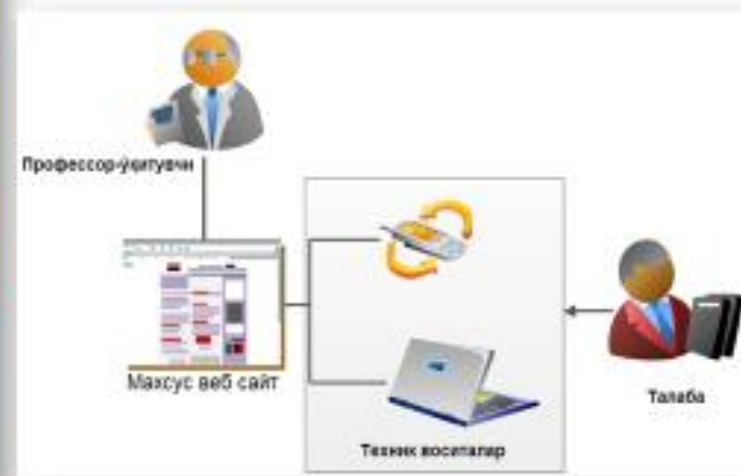 Профессор-ўқитувчи
Махсус веб сайт
Техник воситалар
Талаба